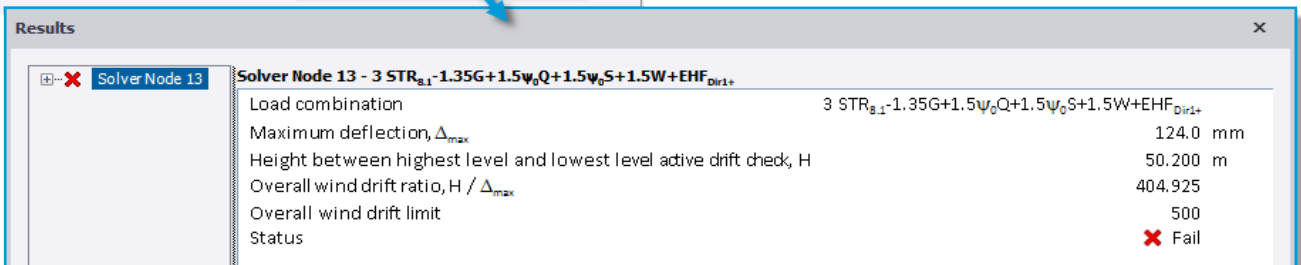 Results
Solver Node 13
Solver Node 13 - 3 STR8.1-1.35G+1.5ψ0Q+1.5ψ0S+1.5W+EHFDir1+
Load combination 3 STR8.1-1.35G+1.5ψ0Q+1.5ψ0S+1.5W+EHFDir1+
Maximum deflection, Δmax 124.0 mm
Height between highest level and lowest level active drift check, H 50.200 m
Overall wind drift ratio, H / Δmax 404.925
Overall wind drift limit 500
Status Fail